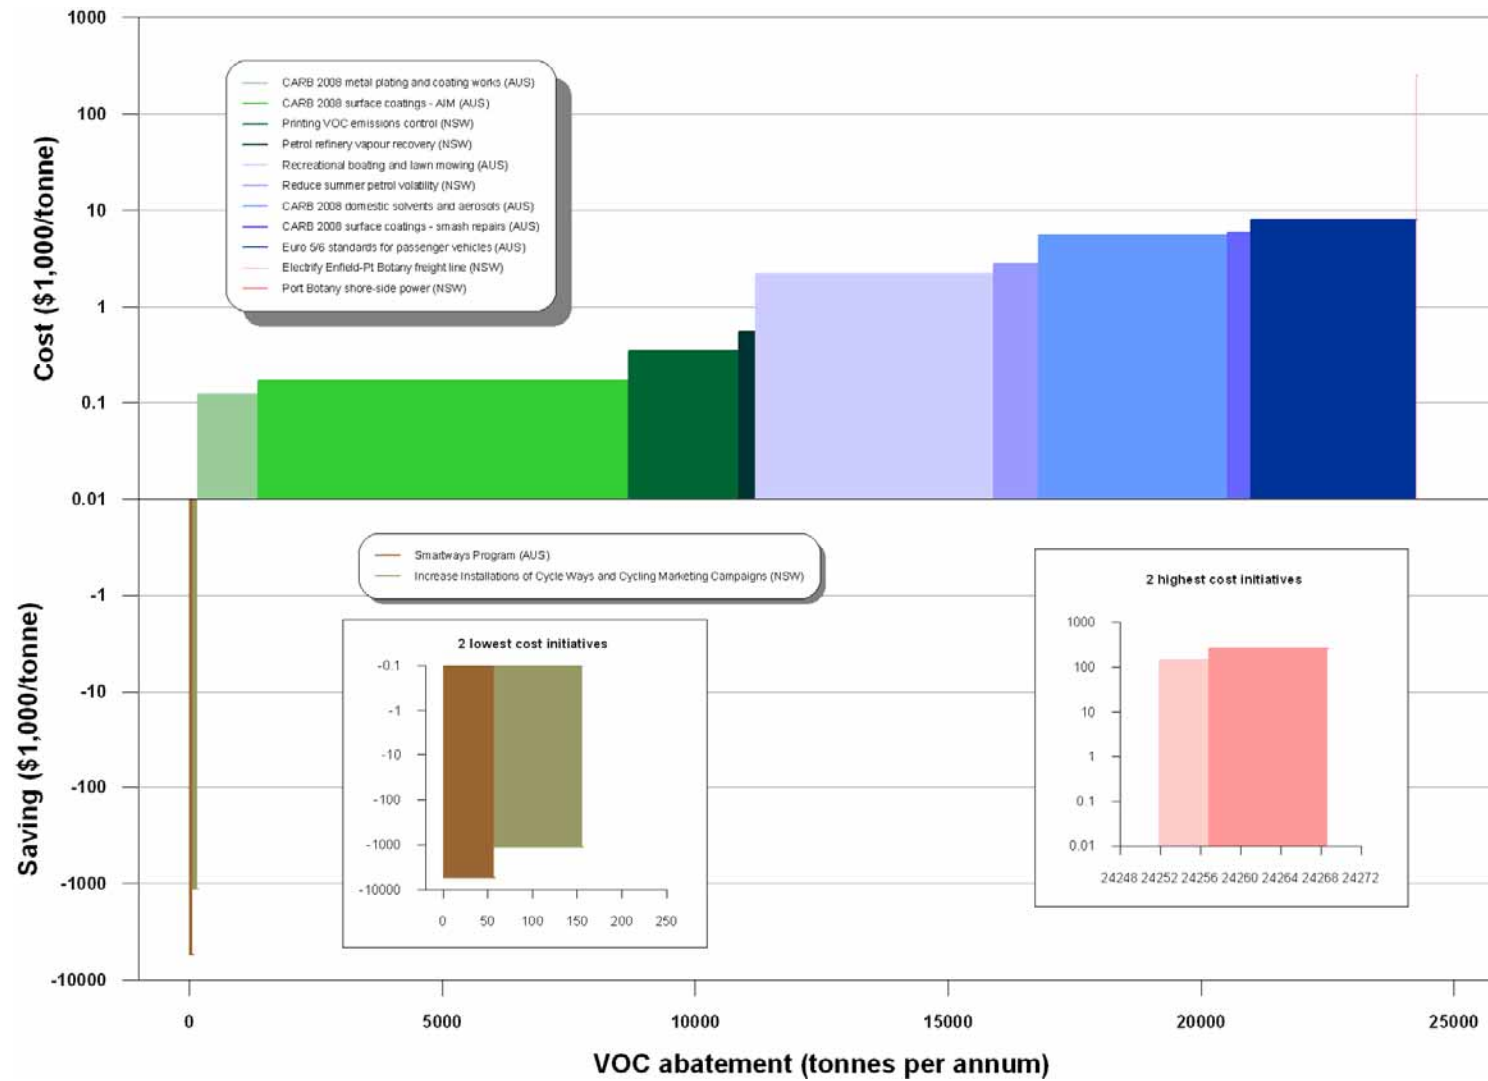 1000
100
10
1
0.1
0.01
-1
-10
-100
-1000
-10000
Cost ($1,000/tonne)
Saving ($1,000/tonne)
CARB 2008 metal plating and coating works (AUS)
CARB 2008 surface coatings - AIM (AUS)
Printing VOC emissions control (NSW)
Petrol refinery vapour recovery (NSW)
Recreational boating and lawn mowing (AUS)
Reduce summer petrol volatility (NSW)
CARB 2008 domestic solvents and aerosols (AUS)
CARB 2008 surface coatings - smash repairs (AUS)
Euro 5/6 standards for passenger vehicles (AUS)
Electrify Enfield-Pt Botany freight line (NSW)
Port Botany shore-side power (NSW)
Smartways Program (AUS)
Increase Installations of Cycle Ways and Cycling Marketing Campaigns (NSW)
2 lowest cost initiatives
-0.1
-1
-10
-100
-1000
-10000
0 50 100 150 200 250
2 highest cost initiatives
1000
100
10
1
0.1
0.01
24248 24252 24256 24260 24264 24268 24272
0 5000 10000 15000 20000 25000
VOC abatement (tonnes per annum)